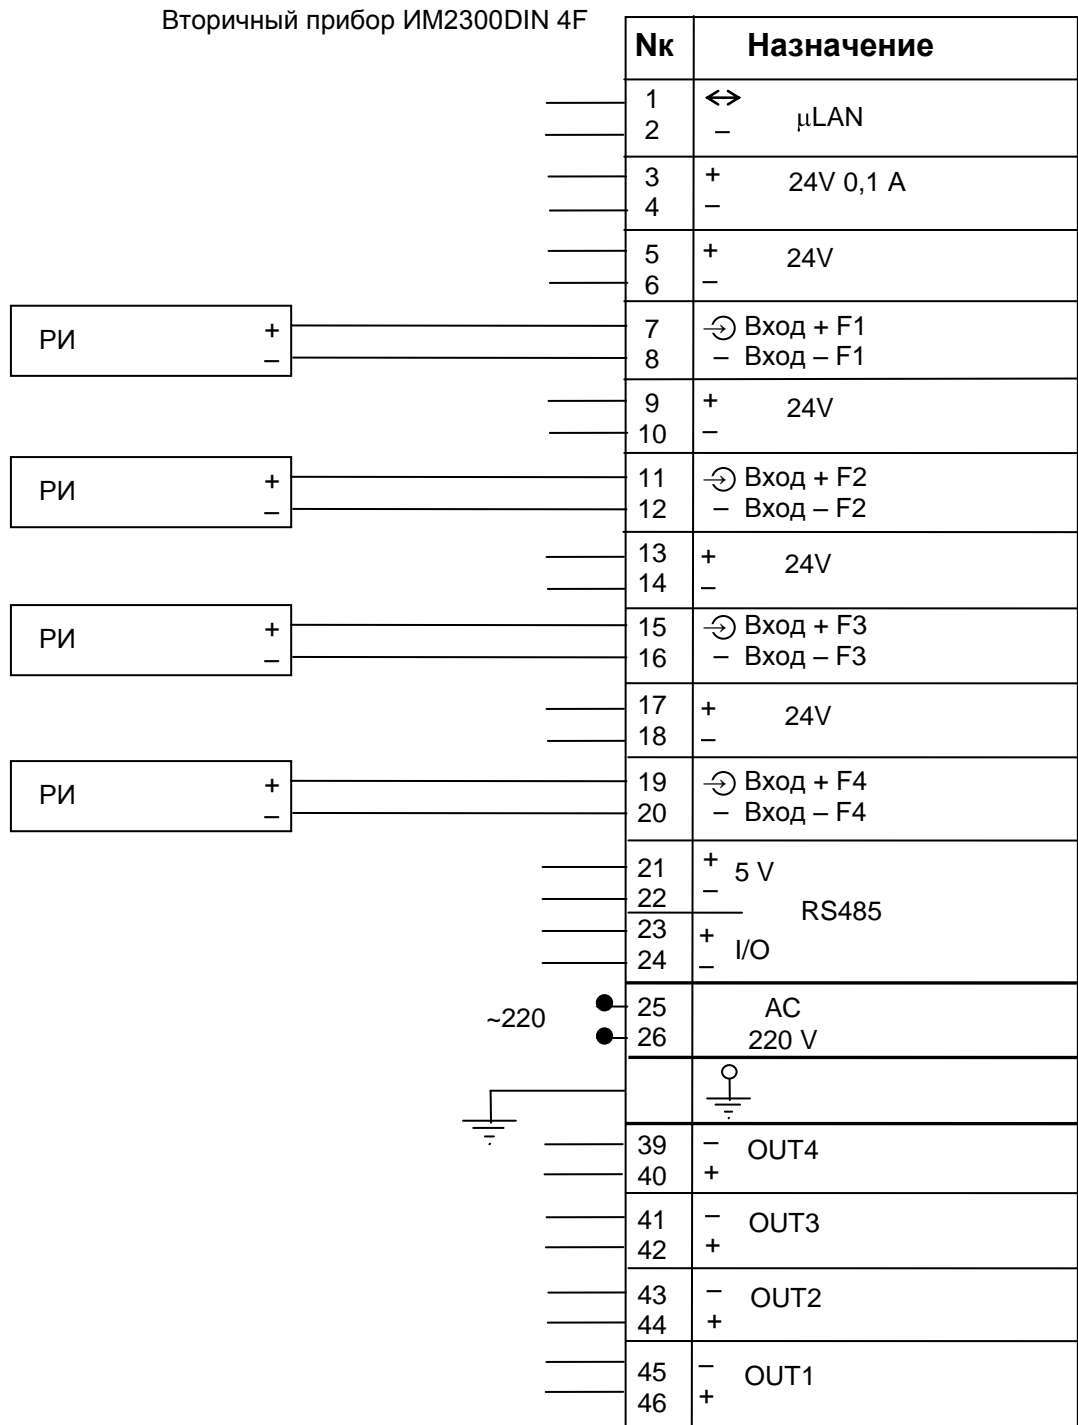 Вторичный прибор ИМ2300DIN 4F
Nк Назначение
1 ↔
μLAN
2 –
3 + 24V 0,1 A
4 –
5 + 24V
6 –
РИ + 7 Вход + F1
– 8 – Вход – F1
9 + 24V
10 –
РИ + 11 Вход + F2
– 12 – Вход – F2
13 + 24V
14 –
РИ + 15 Вход + F3
– 16 – Вход – F3
17 + 24V
18 –
РИ + 19 Вход + F4
– 20 – Вход – F4
21 + 5 V
22 –
RS485
23 + I/O
24 –
~220 25 AC
26 220 V
39 – OUT4
40 +
41 – OUT3
42 +
43 – OUT2
44 +
45 – OUT1
46 +